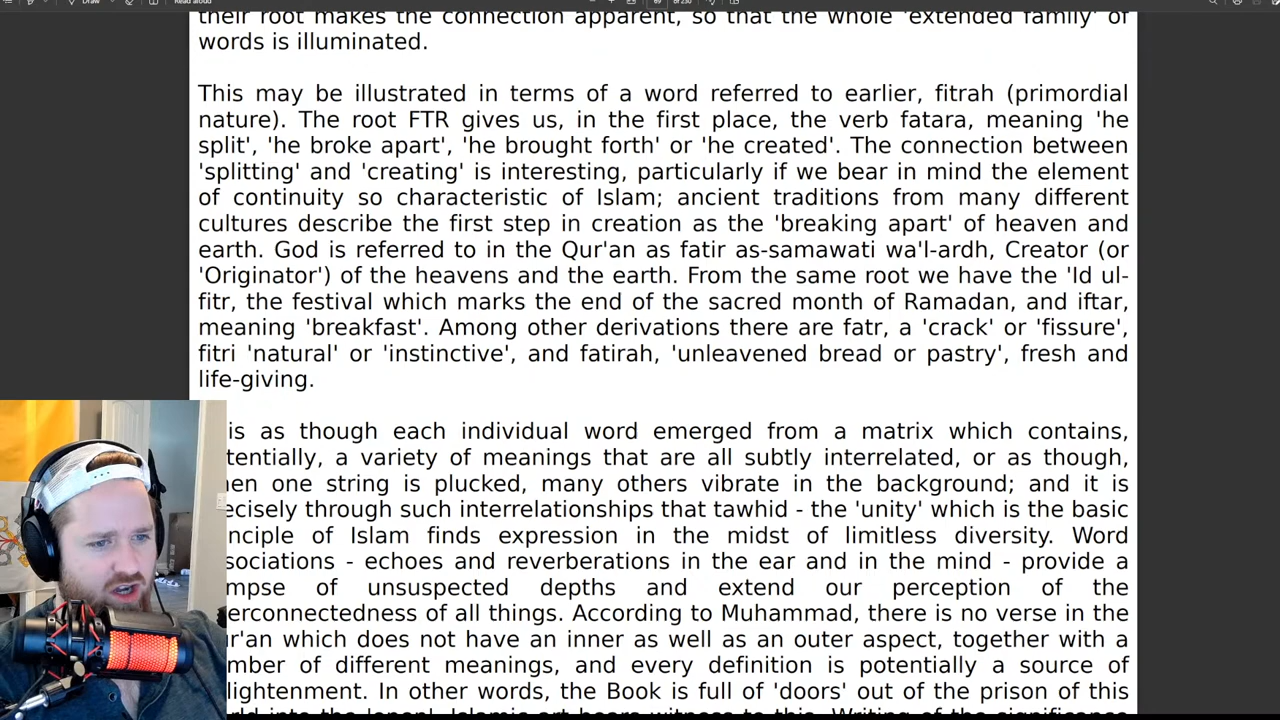 Draw
Read aloud
of 230
their root makes the connection apparent, so that the whole 'extended family' of
words is illuminated.
This may be illustrated in terms of a word referred to earlier, fitrah (primordial
nature). The root FTR gives us, in the first place, the verb fatara, meaning 'he
split', 'he broke apart', 'he brought forth' or 'he created'. The connection between
'splitting' and 'creating' is interesting, particularly if we bear in mind the element
of continuity so characteristic of Islam; ancient traditions from many different
cultures describe the first step in creation as the 'breaking apart' of heaven and
earth. God is referred to in the Qur'an as fatir as-samawati wa'l-ardh, Creator (or
'Originator') of the heavens and the earth. From the same root we have the 'Id ul-
fitr, the festival which marks the end of the sacred month of Ramadan, and iftar,
meaning 'breakfast'. Among other derivations there are fatr, a 'crack' or 'fissure',
fitri 'natural' or 'instinctive', and fatirah, 'unleavened bread or pastry', fresh and
life-giving.
is as though each individual word emerged from a matrix which contains,
tentially, a variety of meanings that are all subtly interrelated, or as though,
en one string is plucked, many others vibrate in the background; and it is
ecisely through such interrelationships that tawhid - the 'unity' which is the basic
inciple of Islam finds expression in the midst of limitless diversity. Word
sociations - echoes and reverberations in the ear and in the mind - provide a
mpse of unsuspected depths and extend our perception of the
erconnectedness of all things. According to Muhammad, there is no verse in the
r'an which does not have an inner as well as an outer aspect, together with a
mber of different meanings, and every definition is potentially a source of
lightenment. In other words, the Book is full of 'doors' out of the prison of this